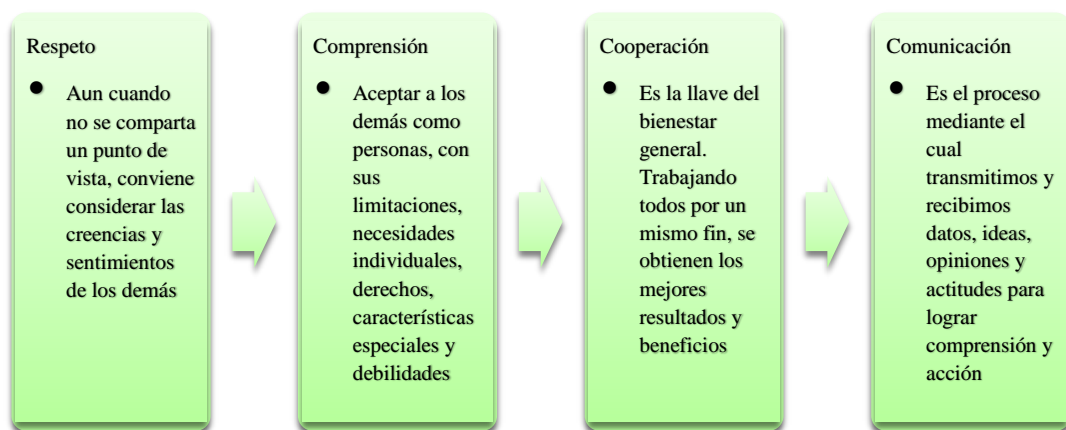 Respeto
● Aun cuando
no se comparta
un punto de
vista, conviene
considerar las
creencias y
sentimientos
de los demás
Comprensión
● Aceptar a los
demás como
personas, con
sus
limitaciones,
necesidades
individuales,
derechos,
características
especiales y
debilidades
Cooperación
● Es la llave del
bienestar
general.
Trabajando
todos por un
mismo fin, se
obtienen los
mejores
resultados y
beneficios
Comunicación
● Es el proceso
mediante el
cual
transmitimos y
recibimos
datos, ideas,
opiniones y
actitudes para
lograr
comprensión y
acción